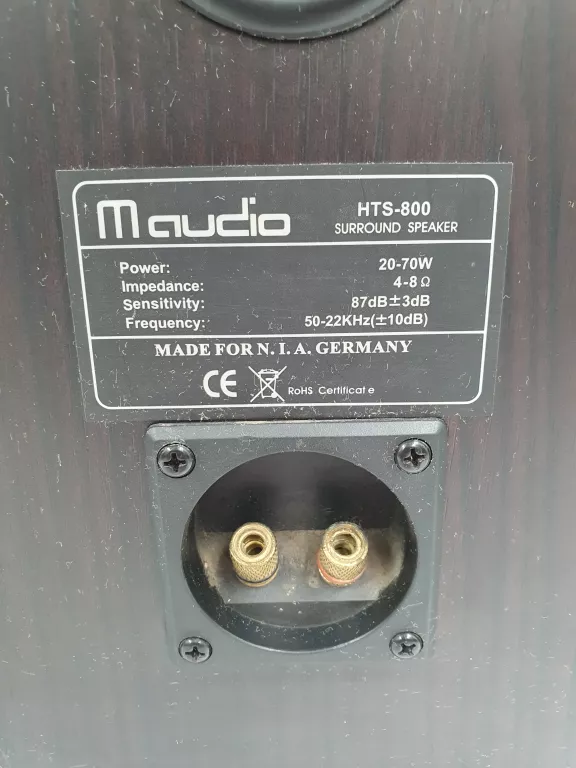 m audio
HTS-800
SURROUND SPEAKER
Power: 20-70W
Impedance: 4-8Ω
Sensitivity: 87dB±3dB
Frequency: 50-22KHz(±10dB)
MADE FOR N. I. A. GERMANY
CE RoHS Certificate